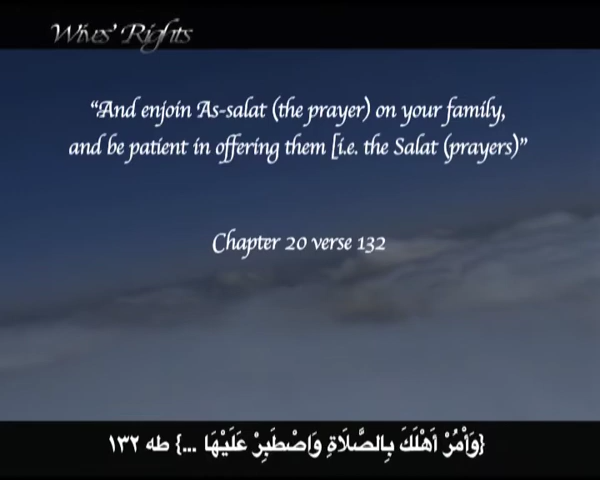 Wives' Rights
“And enjoin As-salat (the prayer) on your family,
and be patient in offering them [i.e. the Salat (prayers)”
Chapter 20 verse 132
{وَأْمُرْ أَهْلَكَ بِالصَّلَاةِ وَاصْطَبِرْ عَلَيْهَا ...} طه ١٣٢